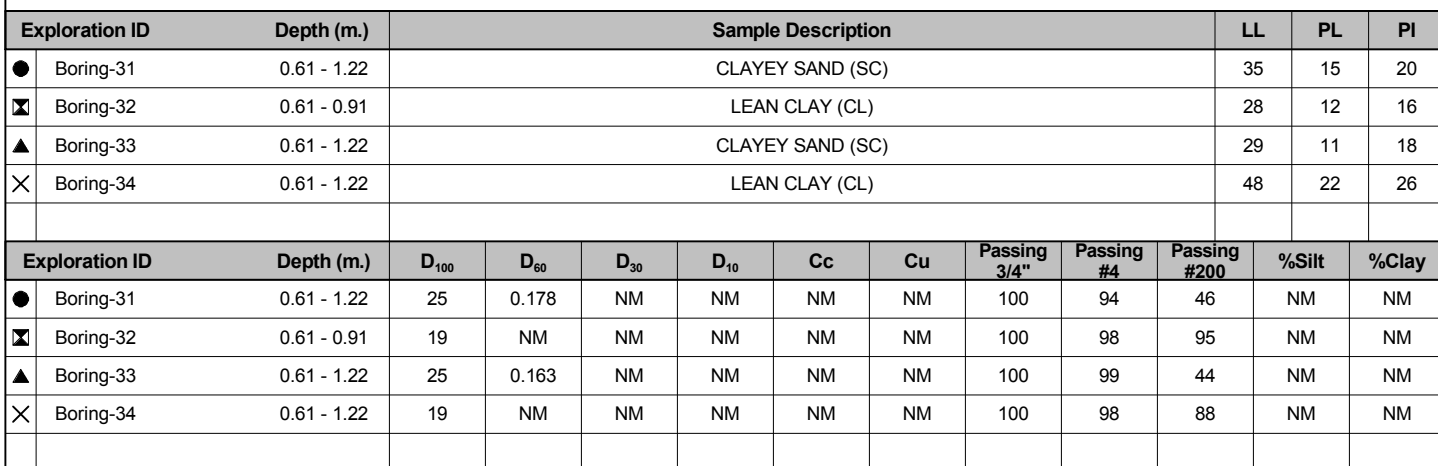 Exploration ID Depth (m.) Sample Description LL PL PI
Boring-31 0.61 - 1.22 CLAYEY SAND (SC) 35 15 20
Boring-32 0.61 - 0.91 LEAN CLAY (CL) 28 12 16
Boring-33 0.61 - 1.22 CLAYEY SAND (SC) 29 11 18
Boring-34 0.61 - 1.22 LEAN CLAY (CL) 48 22 26
Exploration ID Depth (m.) D₁₀₀ D₆₀ D₃₀ D₁₀ Cc Cu Passing 3/4" Passing #4 Passing #200 %Silt %Clay
Boring-31 0.61 - 1.22 25 0.178 NM NM NM NM 100 94 46 NM NM
Boring-32 0.61 - 0.91 19 NM NM NM NM NM 100 98 95 NM NM
Boring-33 0.61 - 1.22 25 0.163 NM NM NM NM 100 99 44 NM NM
Boring-34 0.61 - 1.22 19 NM NM NM NM NM 100 98 88 NM NM